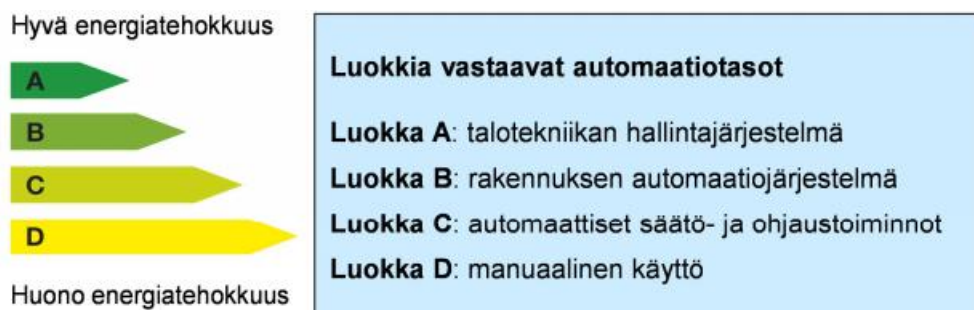 Hyvä energiatehokkuus
A
B
C
D
Huono energiatehokkuus
Luokkia vastaavat automaatiotasot
Luokka A: talotekniikan hallintajärjestelmä
Luokka B: rakennuksen automaatiojärjestelmä
Luokka C: automaattiset säätö- ja ohjaustoiminnot
Luokka D: manuaalinen käyttö